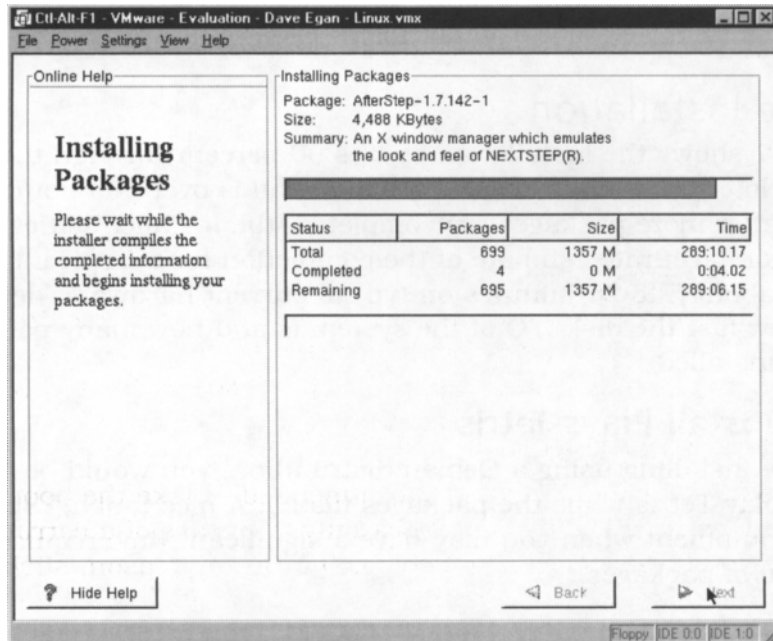 Ctl-Alt-F1 - VMware - Evaluation - Dave Egan - Linux.vmx
File Power Settings View Help
Online Help
Installing
Packages
Please wait while the
installer compiles the
completed information
and begins installing your
packages.
Installing Packages
Package: AfterStep-1.7.142-1
Size: 4,488 KBytes
Summary: An X window manager which emulates
the look and feel of NEXTSTEP(R).
Status Packages Size Time
Total 699 1357 M 289:10.17
Completed 4 0 M 0:04.02
Remaining 695 1357 M 289:06.15
Hide Help
Back
Next
Floppy IDE 0:0 IDE 1:0